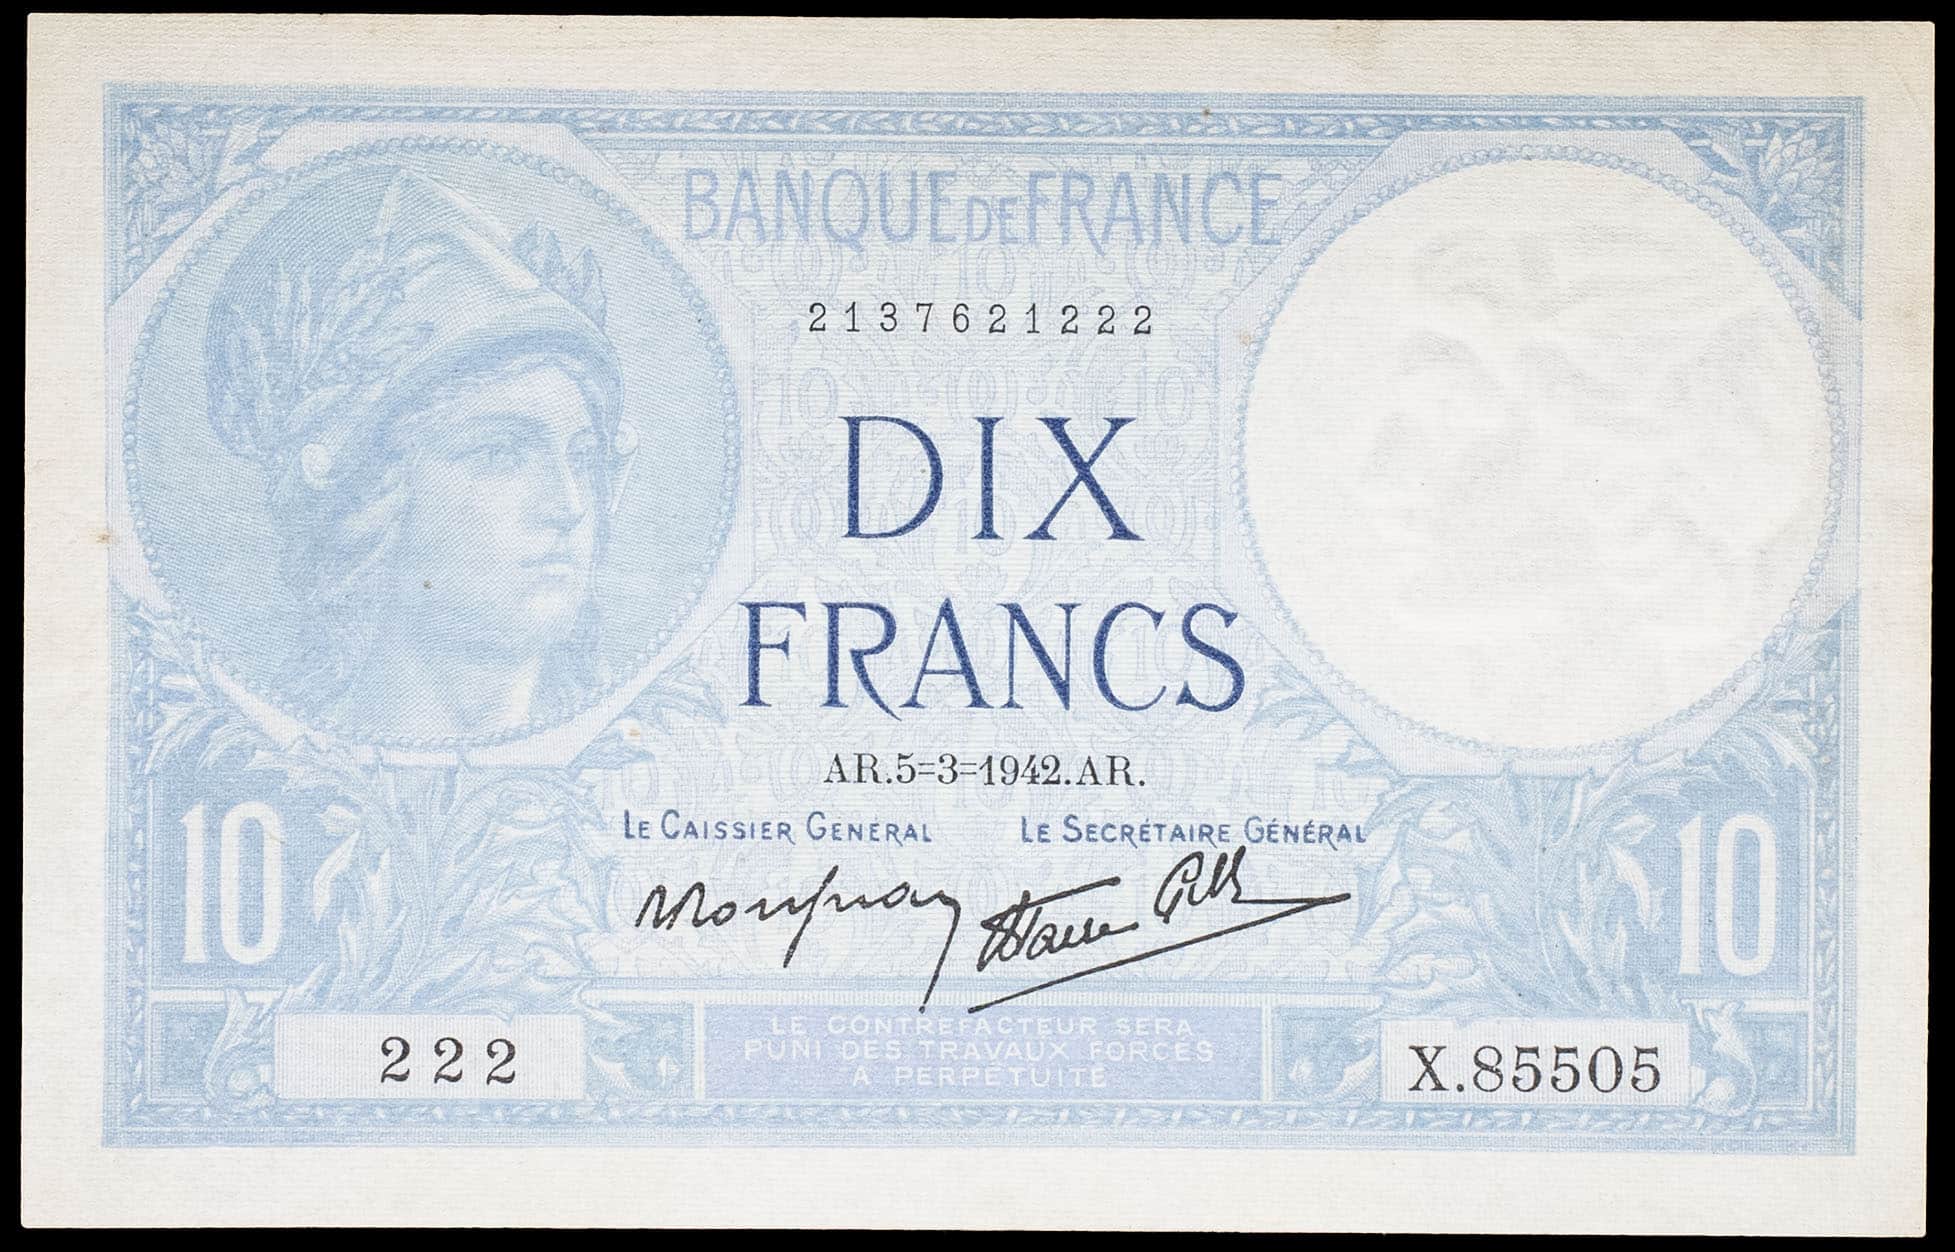 BANQUE DE FRANCE
2137621222
DIX
FRANCS
AR.5=3=1942.AR.
LE CAISSIER GÉNÉRAL LE SECRÉTAIRE GÉNÉRAL
10 10
LE CONTREFACTEUR SERA
PUNI DES TRAVAUX FORCÉS
A PERPÉTUITÉ
222 X.85505